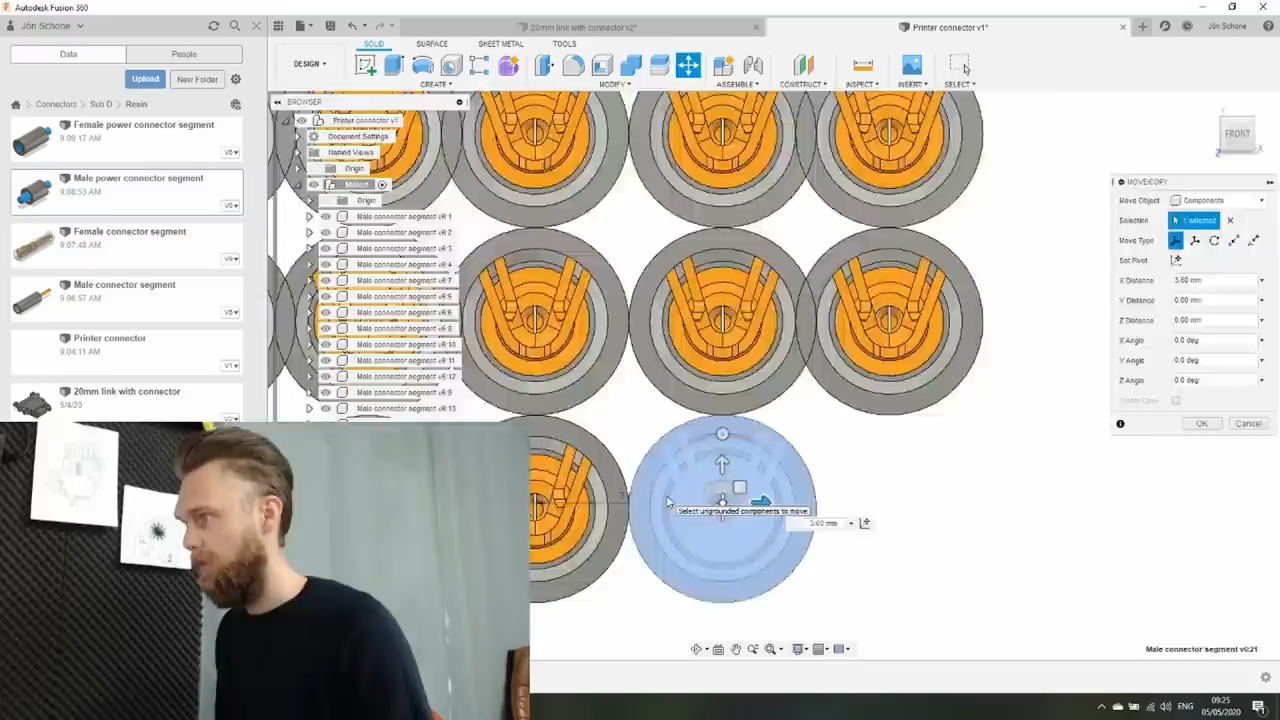 Autodesk Fusion 360
Jón Schone
20mm link with connector v2*
Printer connector v1*
Jón Schone
Data
People
SOLID
SURFACE
SHEET METAL
TOOLS
DESIGN
Upload
New Folder
CREATE
MODIFY
ASSEMBLE
CONSTRUCT
INSPECT
INSERT
SELECT
Connectors
Sub D
Resin
BROWSER
Printer connector v1
Document Settings
Named Views
Origin
Origin
Female power connector segment
9:09:17 AM
Male power connector segment
9:08:53 AM
Female connector segment
9:07:48 AM
Male connector segment
9:06:57 AM
Printer connector
9:04:11 AM
V1
20mm link with connector
5/4/20
Male connector segment v6:1
Male connector segment v6:2
Male connector segment v6:3
Male connector segment v6:4
Male connector segment v6:7
Male connector segment v6:5
Male connector segment v6:6
Male connector segment v6:8
Male connector segment v6:10
Male connector segment v6:11
Male connector segment v6:12
Male connector segment v6:9
Male connector segment v6:13
FRONT
Z
X
MOVE/COPY
Move Object
Components
Selection
1 selected
Move Type
Set Pivot
X Distance
3.60 mm
Y Distance
0.00 mm
Z Distance
0.00 mm
X Angle
0.0 deg
Y Angle
0.0 deg
Z Angle
0.0 deg
OK
Cancel
Select ungrounded components to move
3.60 mm
Male connector segment v6:21
ENG
09:25
05/05/2020